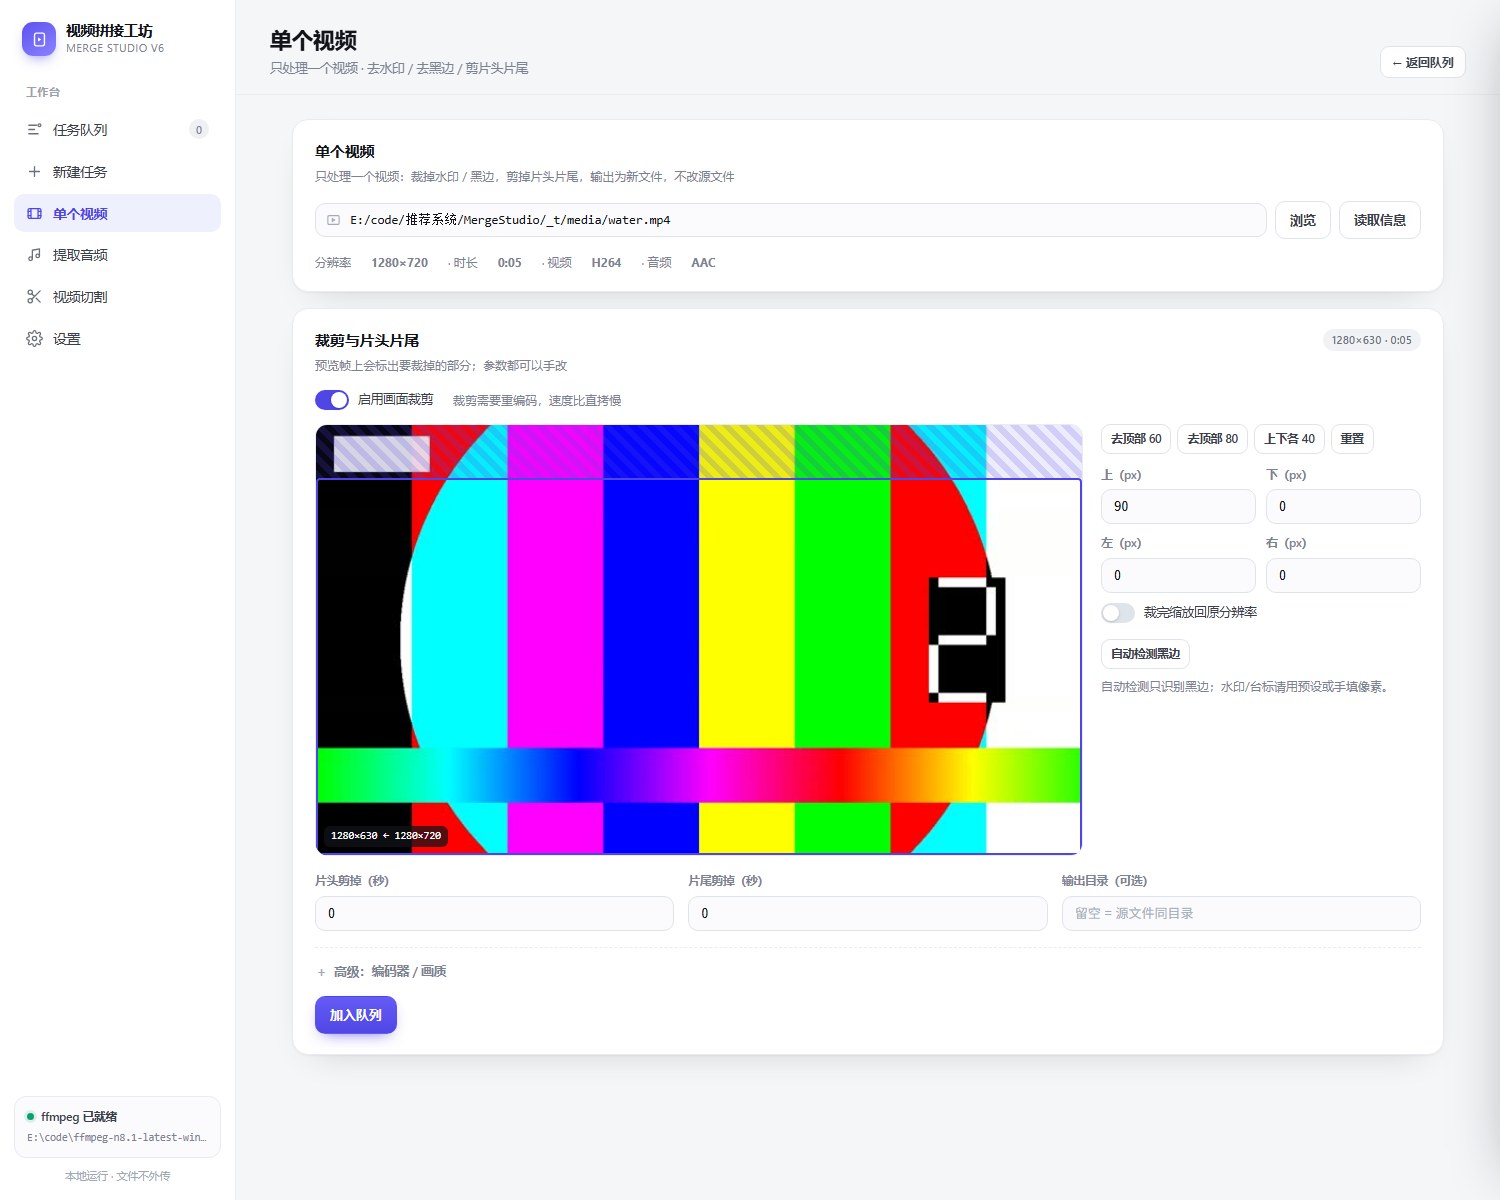 视频拼接工坊
MERGE STUDIO V6
工作台
任务队列 0
新建任务
单个视频
提取音频
视频切割
设置
ffmpeg 已就绪
E:\code\ffmpeg-n8.1-latest-win…
本地运行 · 文件不外传
单个视频
只处理一个视频 · 去水印 / 去黑边 / 剪片头片尾
← 返回队列
单个视频
只处理一个视频：裁掉水印 / 黑边，剪掉片头片尾，输出为新文件，不改源文件
E:/code/推荐系统/MergeStudio/_t/media/water.mp4
浏览
读取信息
分辨率 1280×720 · 时长 0:05 · 视频 H264 · 音频 AAC
裁剪与片头片尾
1280×630 · 0:05
预览帧上会标出要裁掉的部分；参数都可以手改
启用画面裁剪 裁剪需要重编码，速度比直拷慢
2
1280×630 ← 1280×720
去顶部 60 去顶部 80 上下各 40 重置
上（px） 下（px）
90 0
左（px） 右（px）
0 0
裁完缩放回原分辨率
自动检测黑边
自动检测只识别黑边；水印/台标请用预设或手填像素。
片头剪掉（秒） 片尾剪掉（秒） 输出目录（可选）
0 0 留空 = 源文件同目录
+ 高级：编码器 / 画质
加入队列